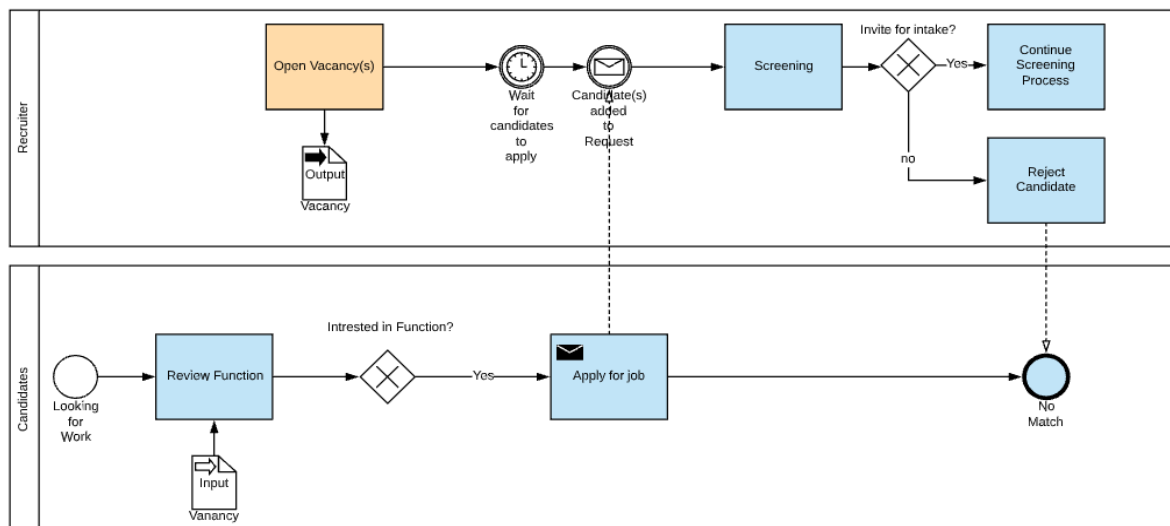 Recruiter
Open Vacancy(s)
Output
Vacancy
Wait
for
candidates
to
apply
Candidate(s)
added
to
Request
Screening
Invite for intake?
Yes
no
Continue
Screening
Process
Reject
Candidate
Candidates
Looking
for
Work
Review Function
Input
Vanancy
Intrested in Function?
Yes
Apply for job
No
Match